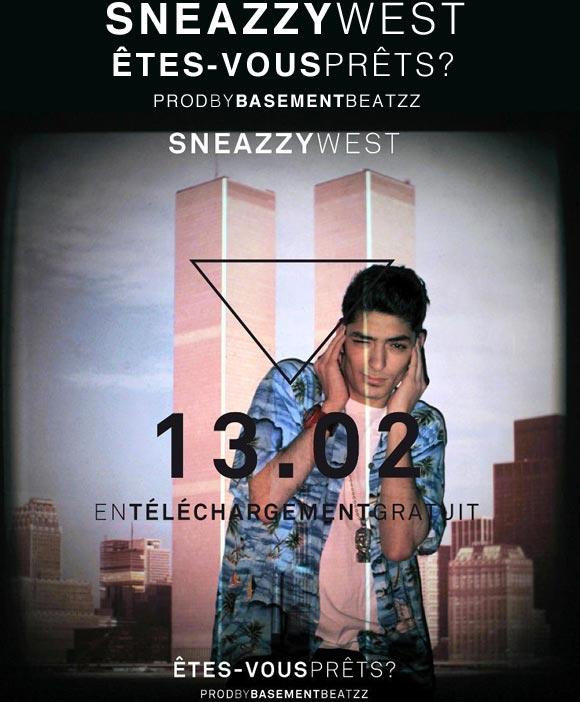 SNEAZZYWEST
ÊTES-VOUSPRÊTS?
PRODBYBASEMENTBEATZZ
SNEAZZYWEST
13.02
ENTÉLÉCHARGEMENTGRATUIT
ÊTES-VOUSPRÊTS?
PRODBYBASEMENTBEATZZ